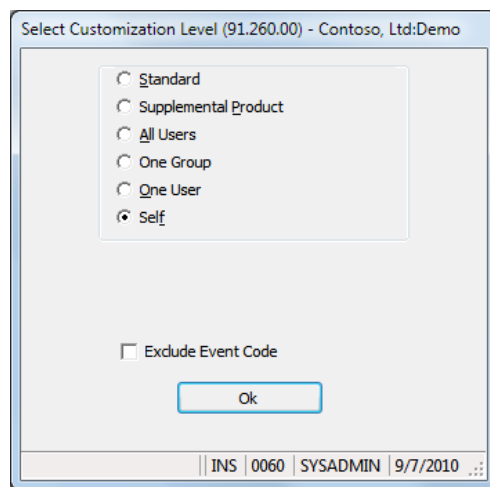 Select Customization Level (91.260.00) - Contoso, Ltd:Demo
Standard
Supplemental Product
All Users
One Group
One User
Self
Exclude Event Code
Ok
INS 0060 SYSADMIN 9/7/2010